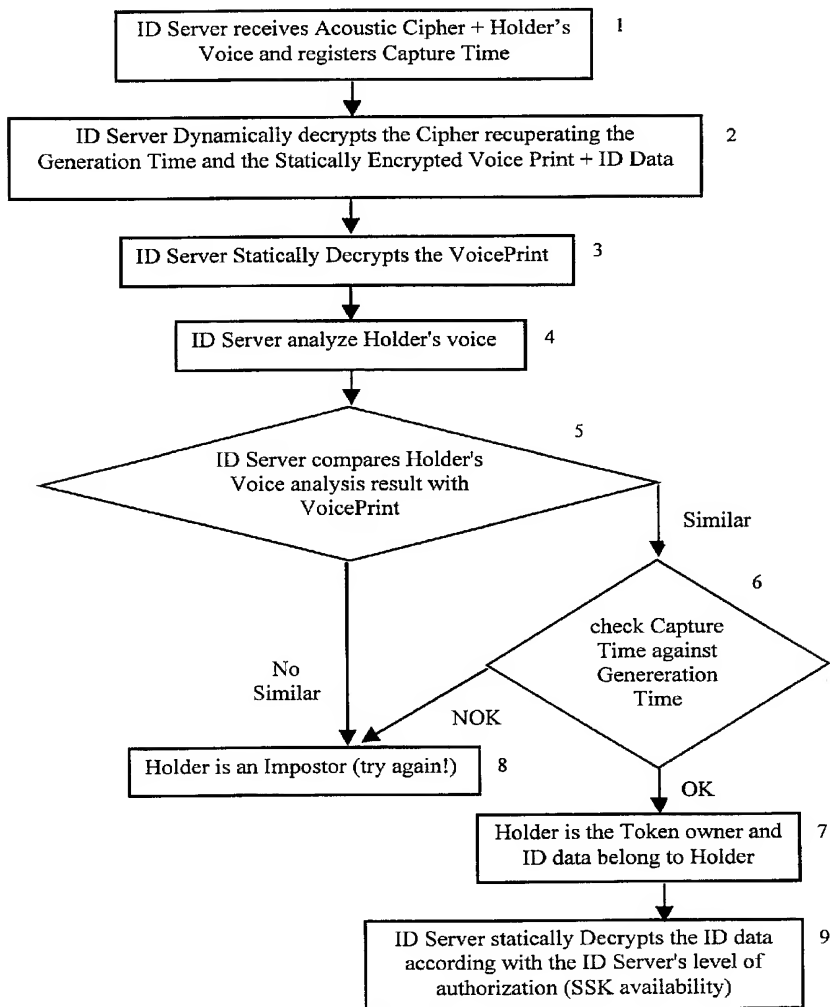 ID Server receives Acoustic Cipher + Holder's
Voice and registers Capture Time
1
ID Server Dynamically decrypts the Cipher recuperating the
Generation Time and the Statically Encrypted Voice Print + ID Data
2
ID Server Statically Decrypts the VoicePrint
3
ID Server analyze Holder's voice
4
5
ID Server compares Holder's
Voice analysis result with
VoicePrint
Similar
6
check Capture
Time against
Genereration
Time
No
Similar
NOK
Holder is an Impostor (try again!)
8
OK
Holder is the Token owner and
ID data belong to Holder
7
ID Server statically Decrypts the ID data
according with the ID Server's level of
authorization (SSK availability)
9